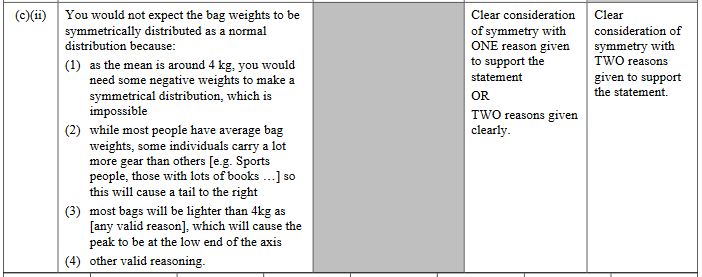 (c)(ii)
You would not expect the bag weights to be
symmetrically distributed as a normal
distribution because:
(1) as the mean is around 4 kg, you would
need some negative weights to make a
symmetrical distribution, which is
impossible
(2) while most people have average bag
weights, some individuals carry a lot
more gear than others [e.g. Sports
people, those with lots of books …] so
this will cause a tail to the right
(3) most bags will be lighter than 4kg as
[any valid reason], which will cause the
peak to be at the low end of the axis
(4) other valid reasoning.
Clear consideration
of symmetry with
ONE reason given
to support the
statement
OR
TWO reasons given
clearly.
Clear
consideration of
symmetry with
TWO reasons
given to support
the statement.